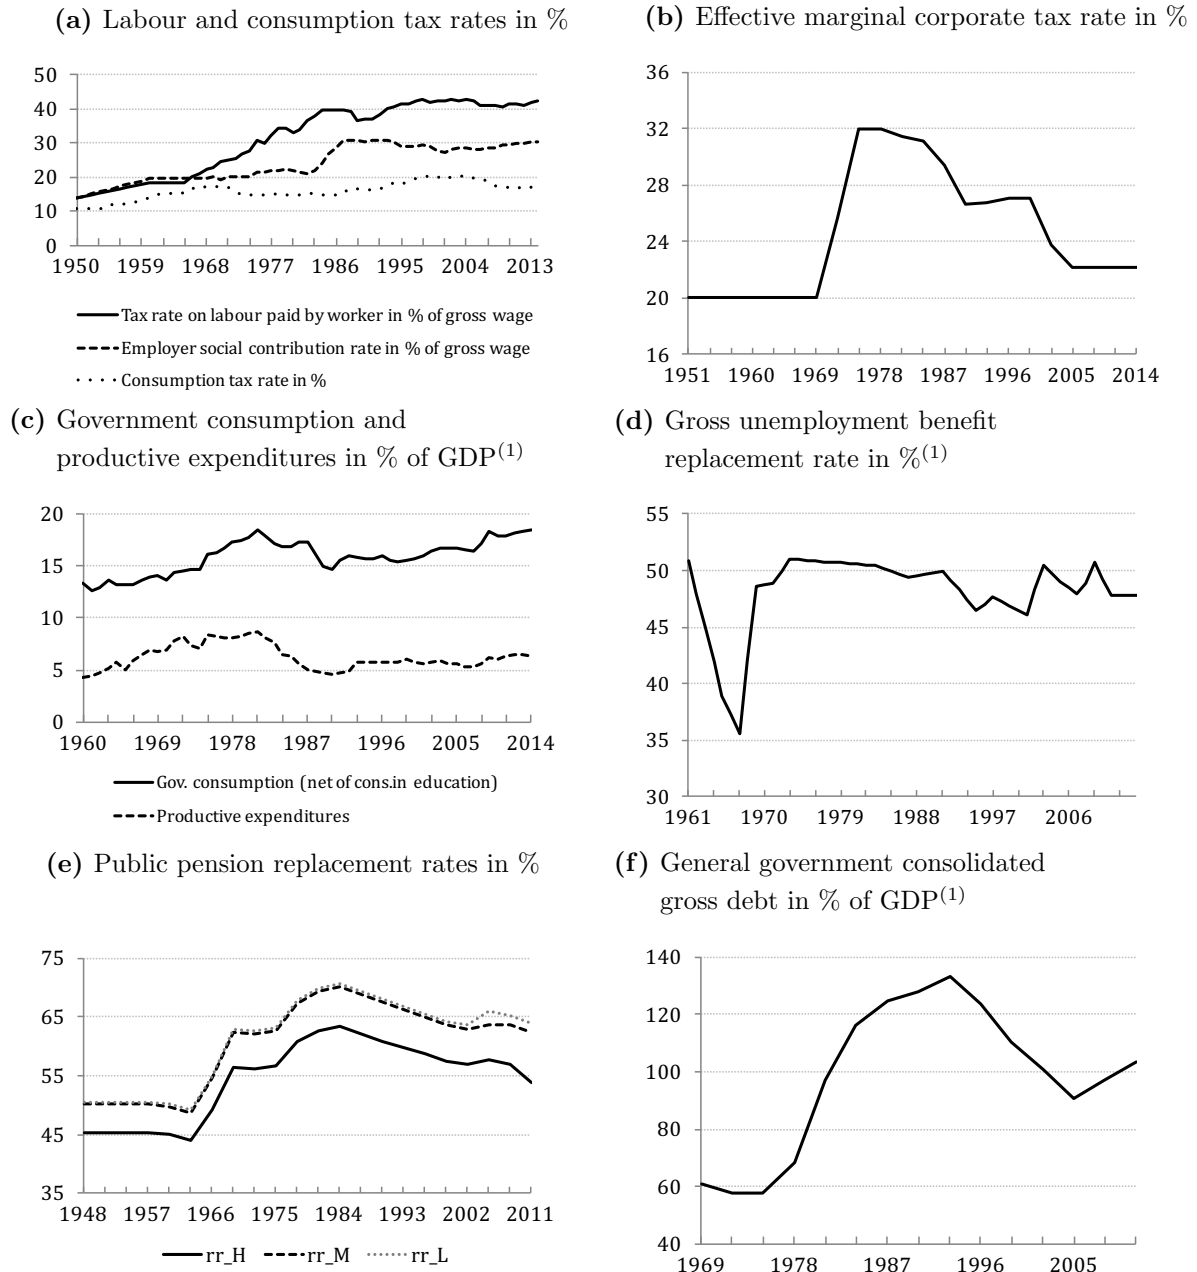 (a) Labour and consumption tax rates in %
50
40
30
20
10
0
1950 1959 1968 1977 1986 1995 2004 2013
Tax rate on labour paid by worker in % of gross wage
Employer social contribution rate in % of gross wage
Consumption tax rate in %
(b) Effective marginal corporate tax rate in %
36
32
28
24
20
16
1951 1960 1969 1978 1987 1996 2005 2014
(c) Government consumption and
productive expenditures in % of GDP(1)
20
15
10
5
0
1960 1969 1978 1987 1996 2005 2014
Gov. consumption (net of cons.in education)
Productive expenditures
(d) Gross unemployment benefit
replacement rate in %(1)
55
50
45
40
35
30
1961 1970 1979 1988 1997 2006
(e) Public pension replacement rates in %
75
65
55
45
35
1948 1957 1966 1975 1984 1993 2002 2011
rr_H rr_M rr_L
(f) General government consolidated
gross debt in % of GDP(1)
140
120
100
80
60
40
1969 1978 1987 1996 2005